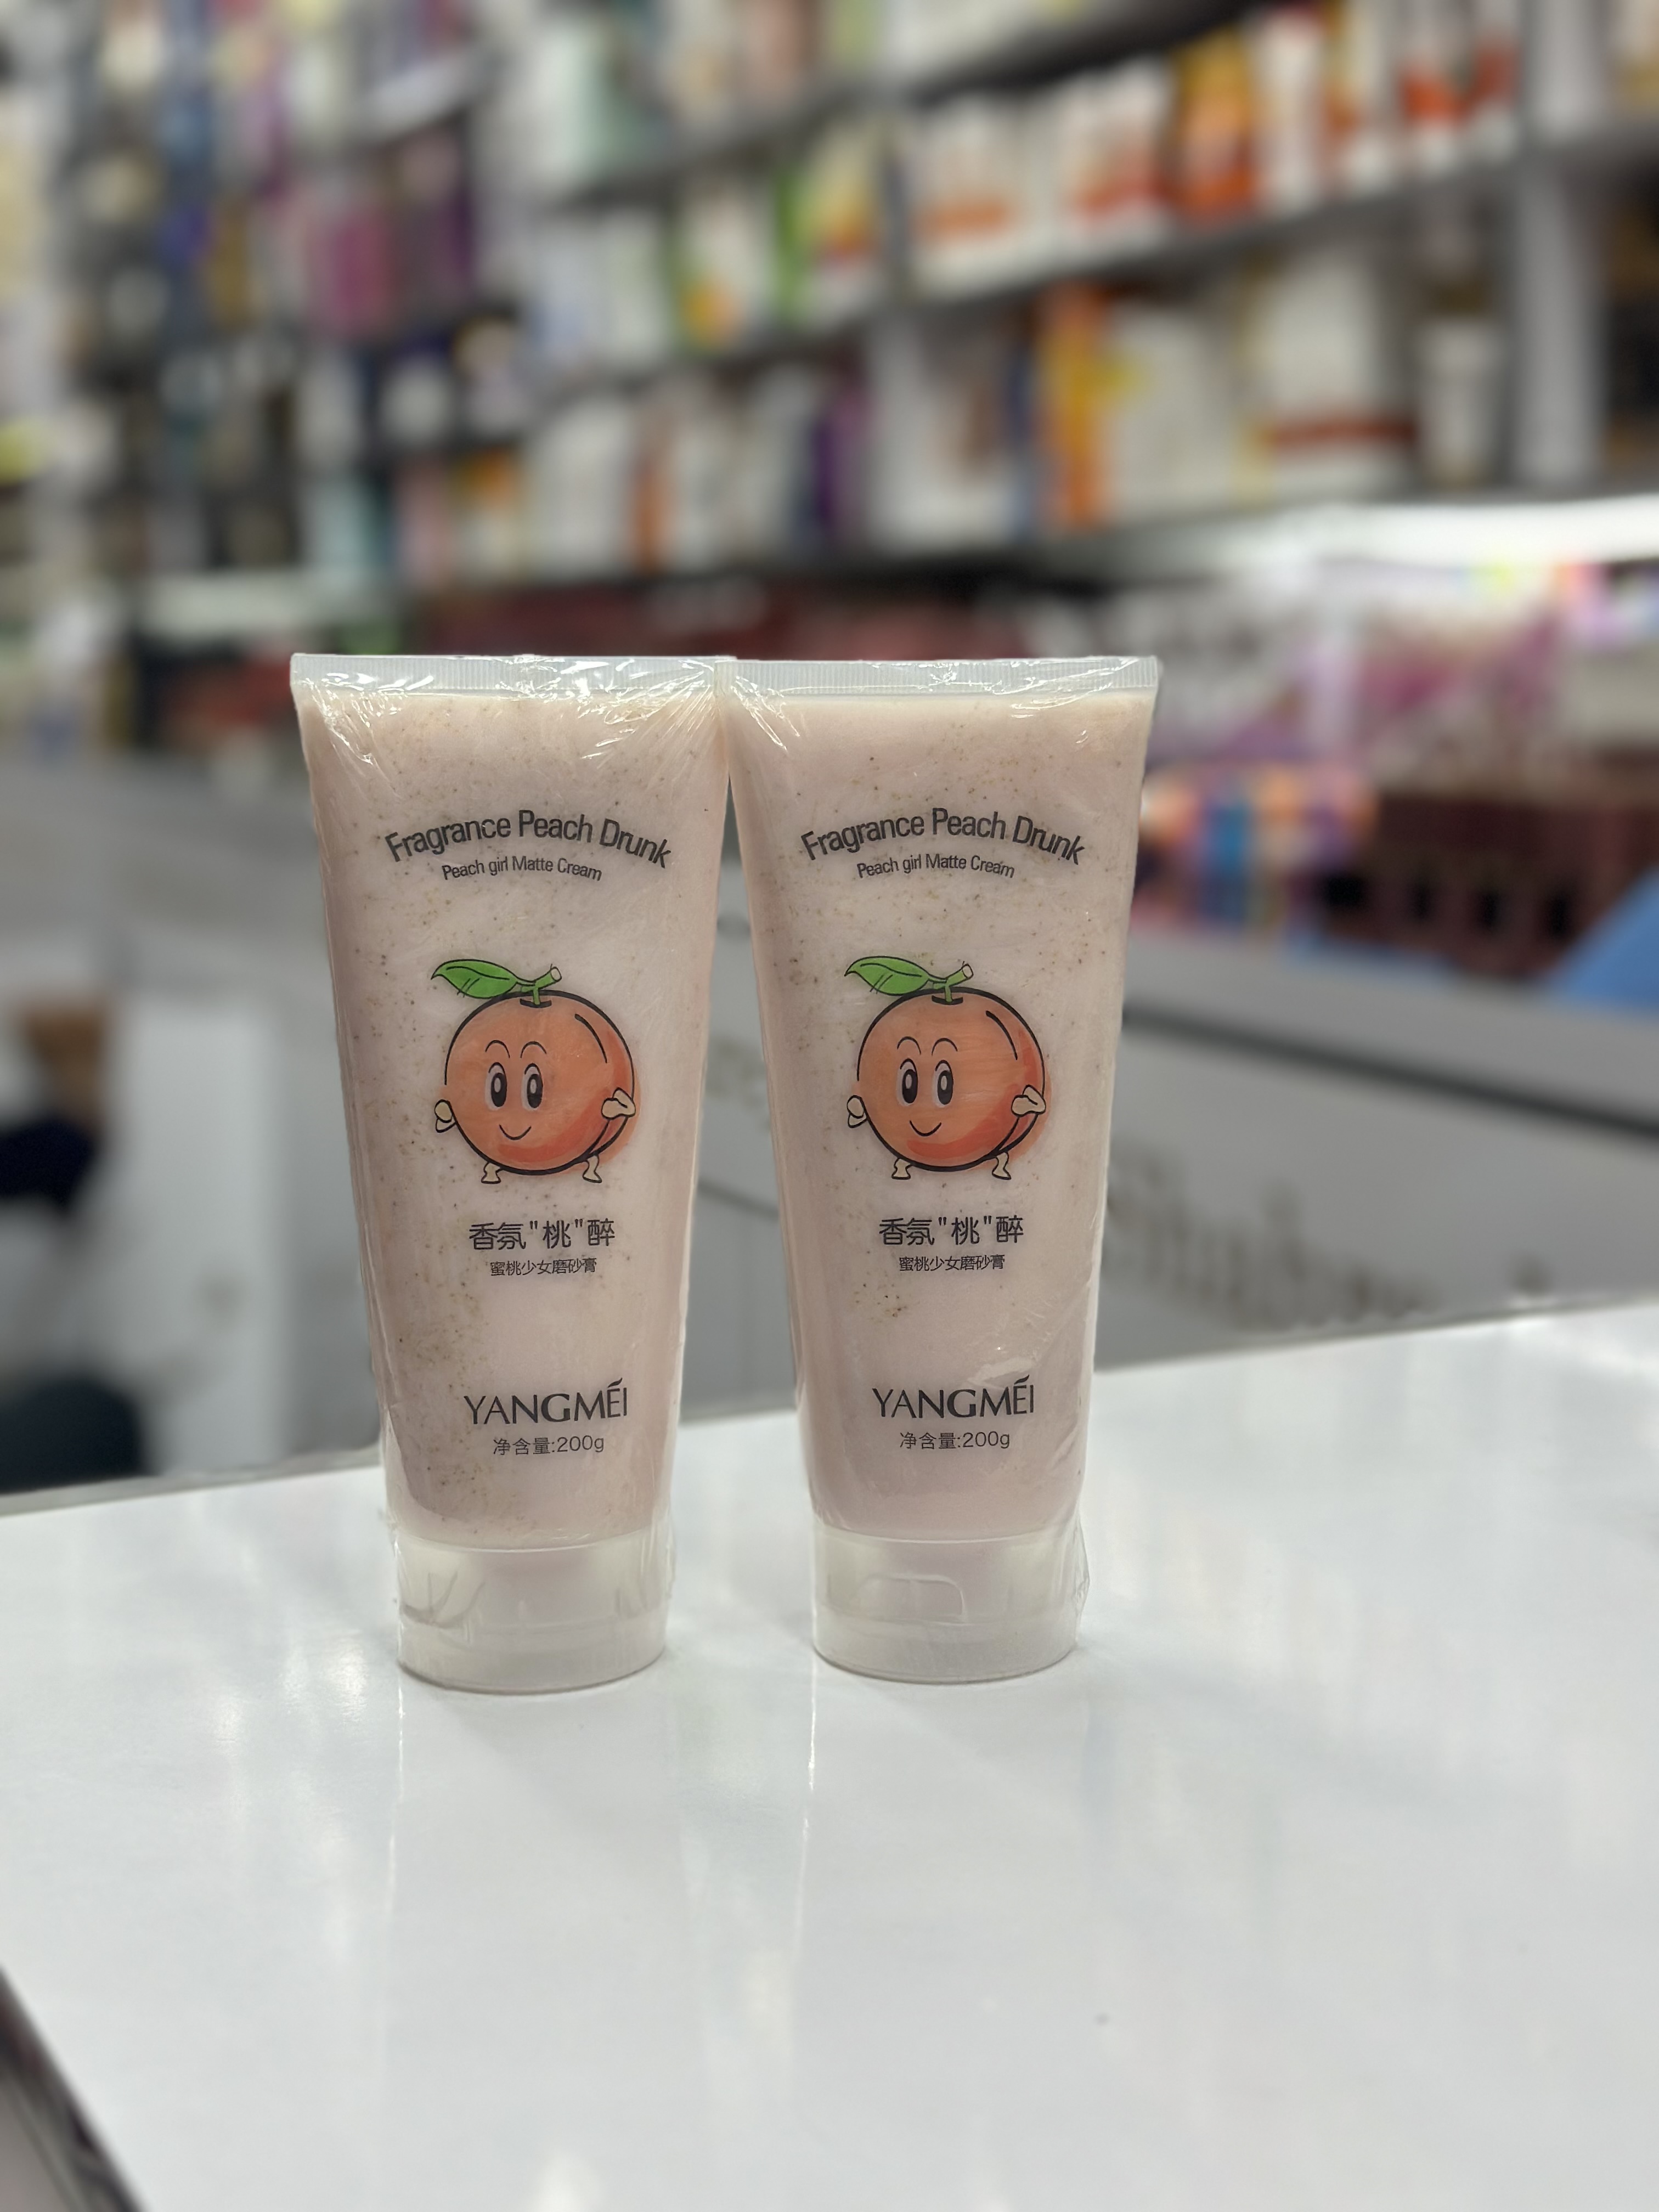 Fragrance Peach Drunk
Peach girl Matte Cream
香氛"桃"醉
蜜桃少女磨砂膏
YANGMÉI
净含量:200g
Fragrance Peach Drunk
Peach girl Matte Cream
香氛"桃"醉
蜜桃少女磨砂膏
YANGMÉI
净含量:200g